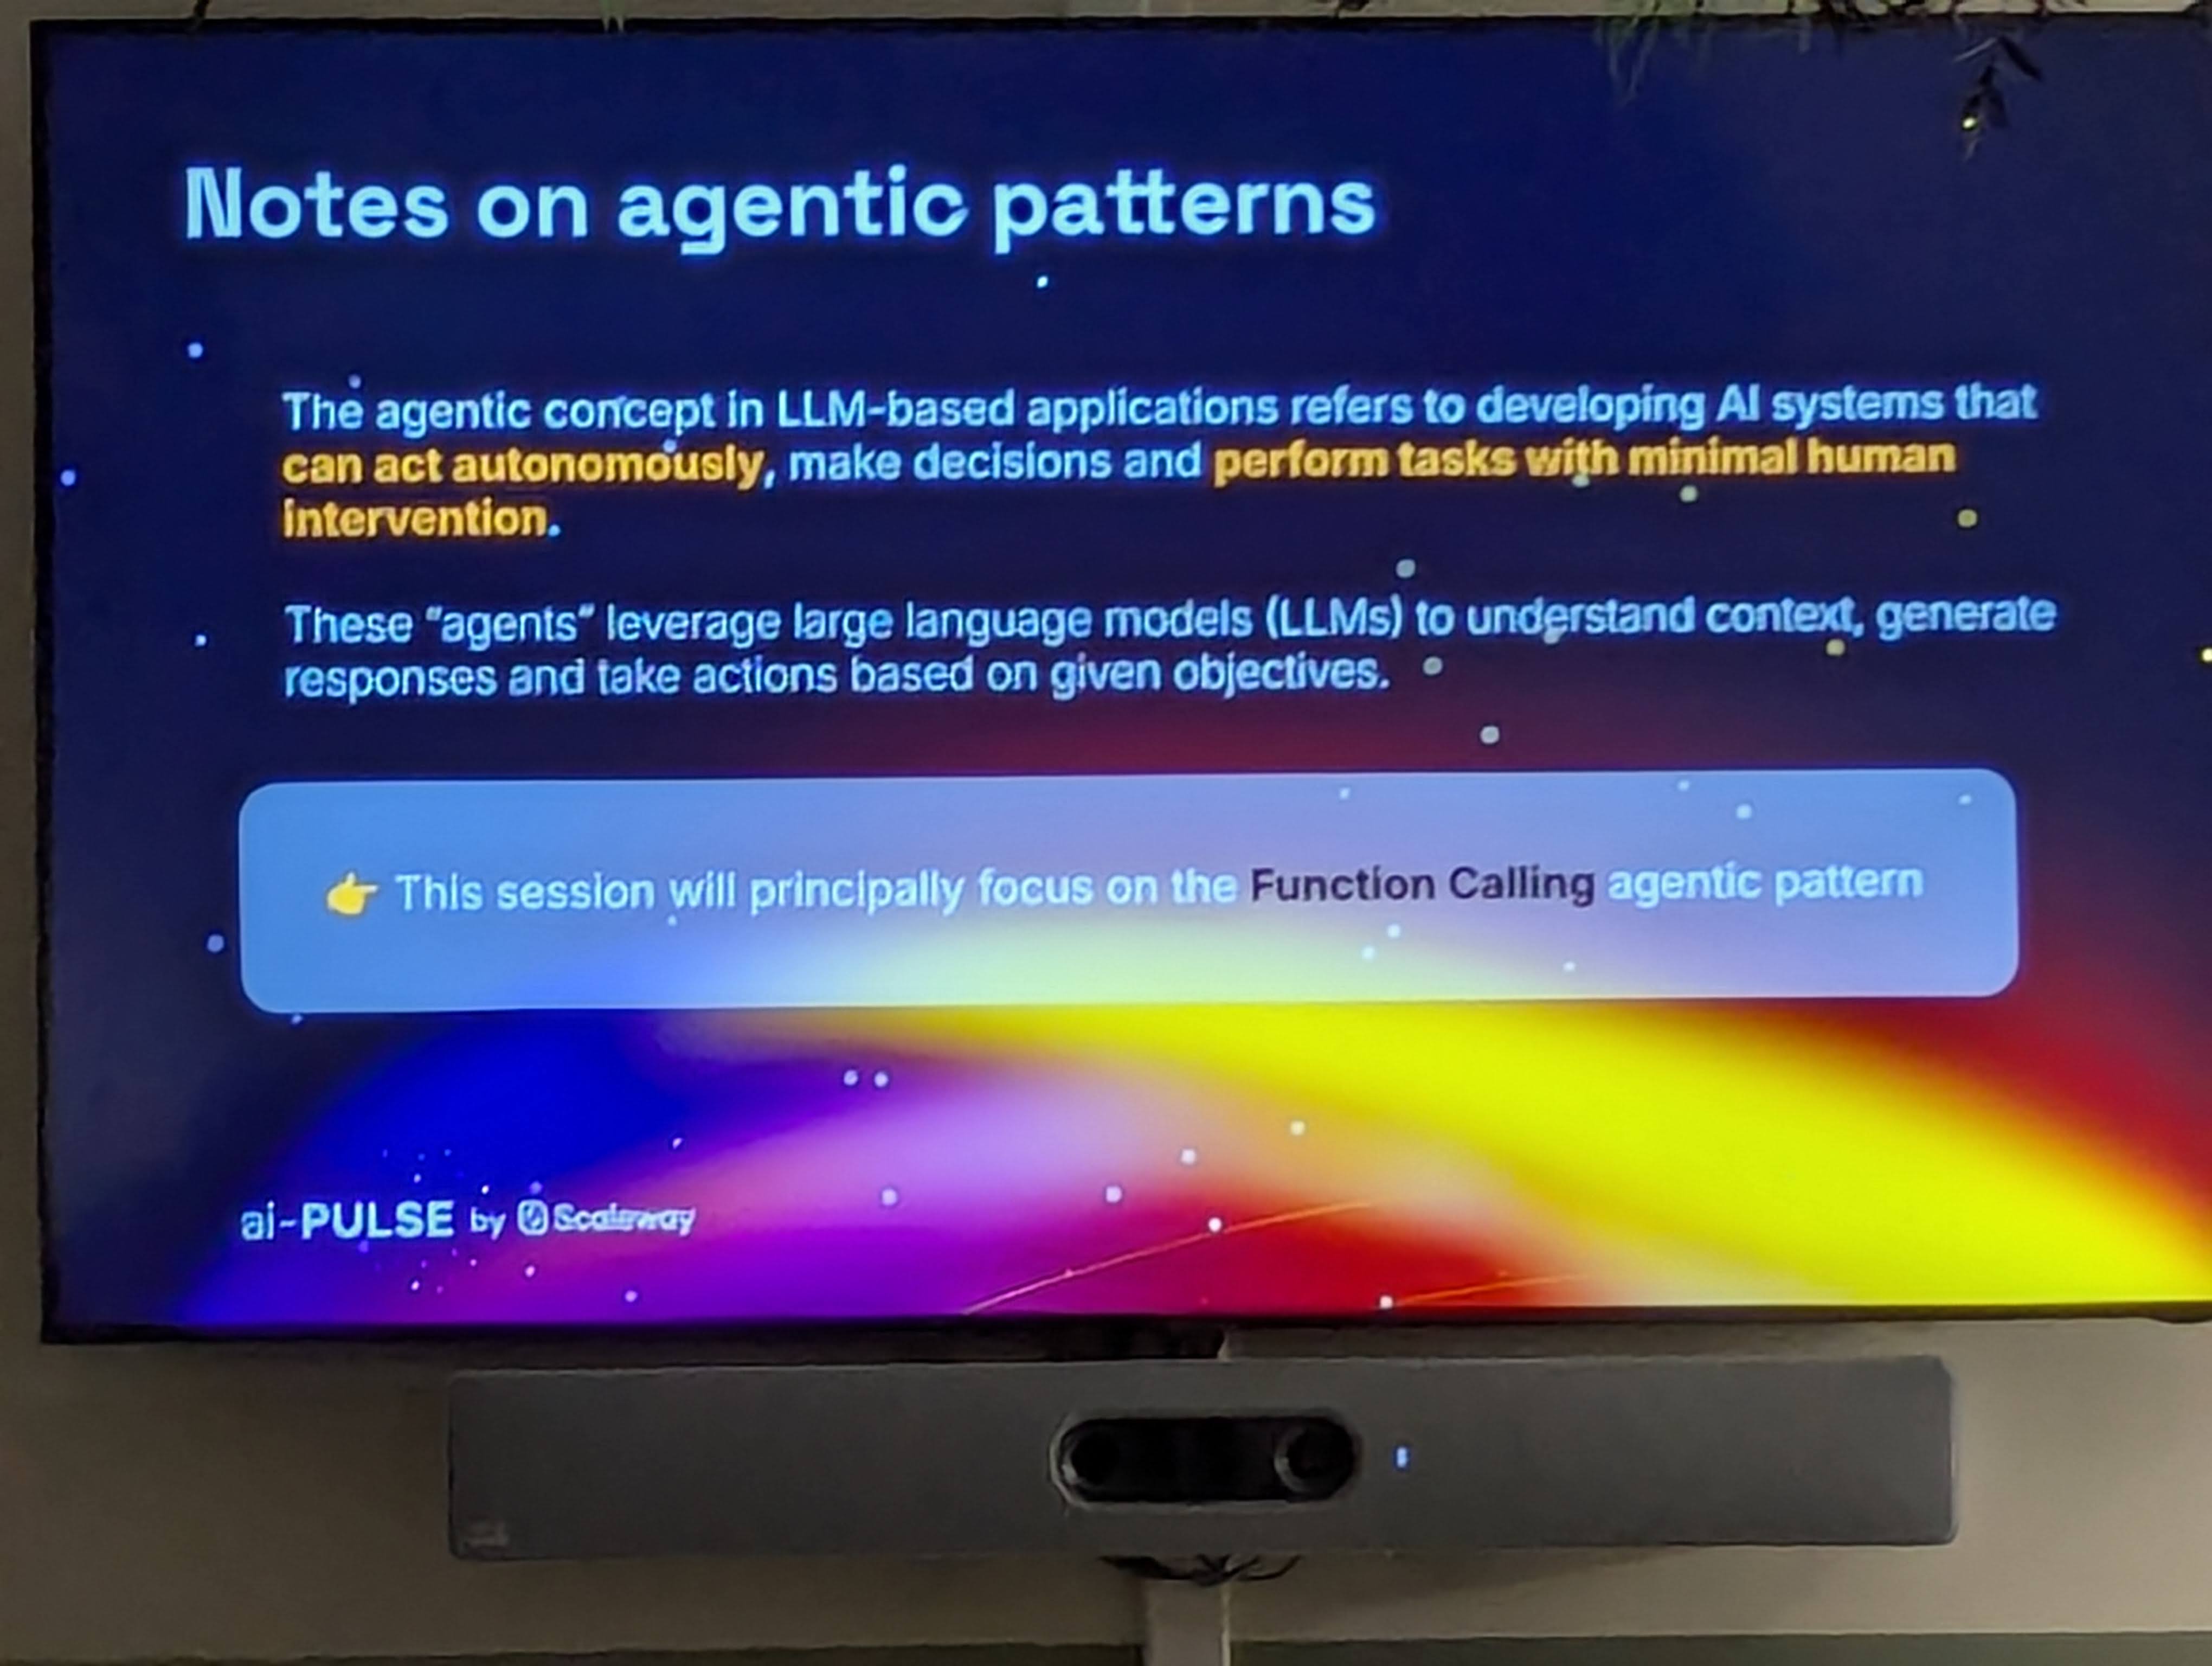 Notes on agentic patterns
The agentic concept in LLM-based applications refers to developing AI systems that
can act autonomously, make decisions and perform tasks with minimal human
intervention.
These “agents” leverage large language models (LLMs) to understand context, generate
responses and take actions based on given objectives.
👉 This session will principally focus on the Function Calling agentic pattern
ai-PULSE by Scaleway